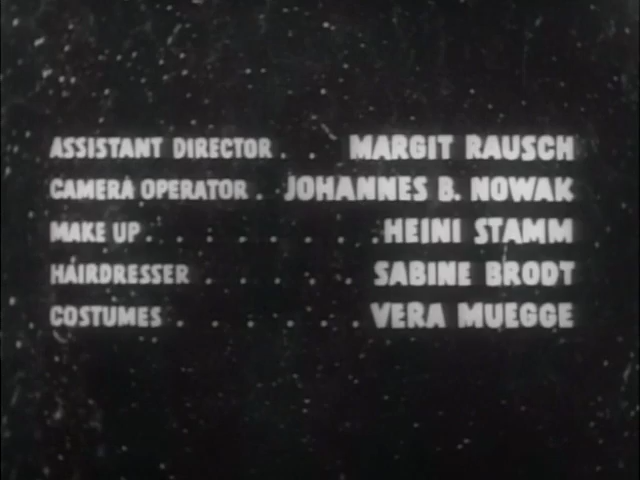 ASSISTANT DIRECTOR . . MARGIT RAUSCH
CAMERA OPERATOR . JOHANNES B. NOWAK
MAKE UP . . . . . . . . HEINI STAMM
HAIRDRESSER . . . . . SABINE BRODT
COSTUMES . . . . . . . VERA MUEGGE